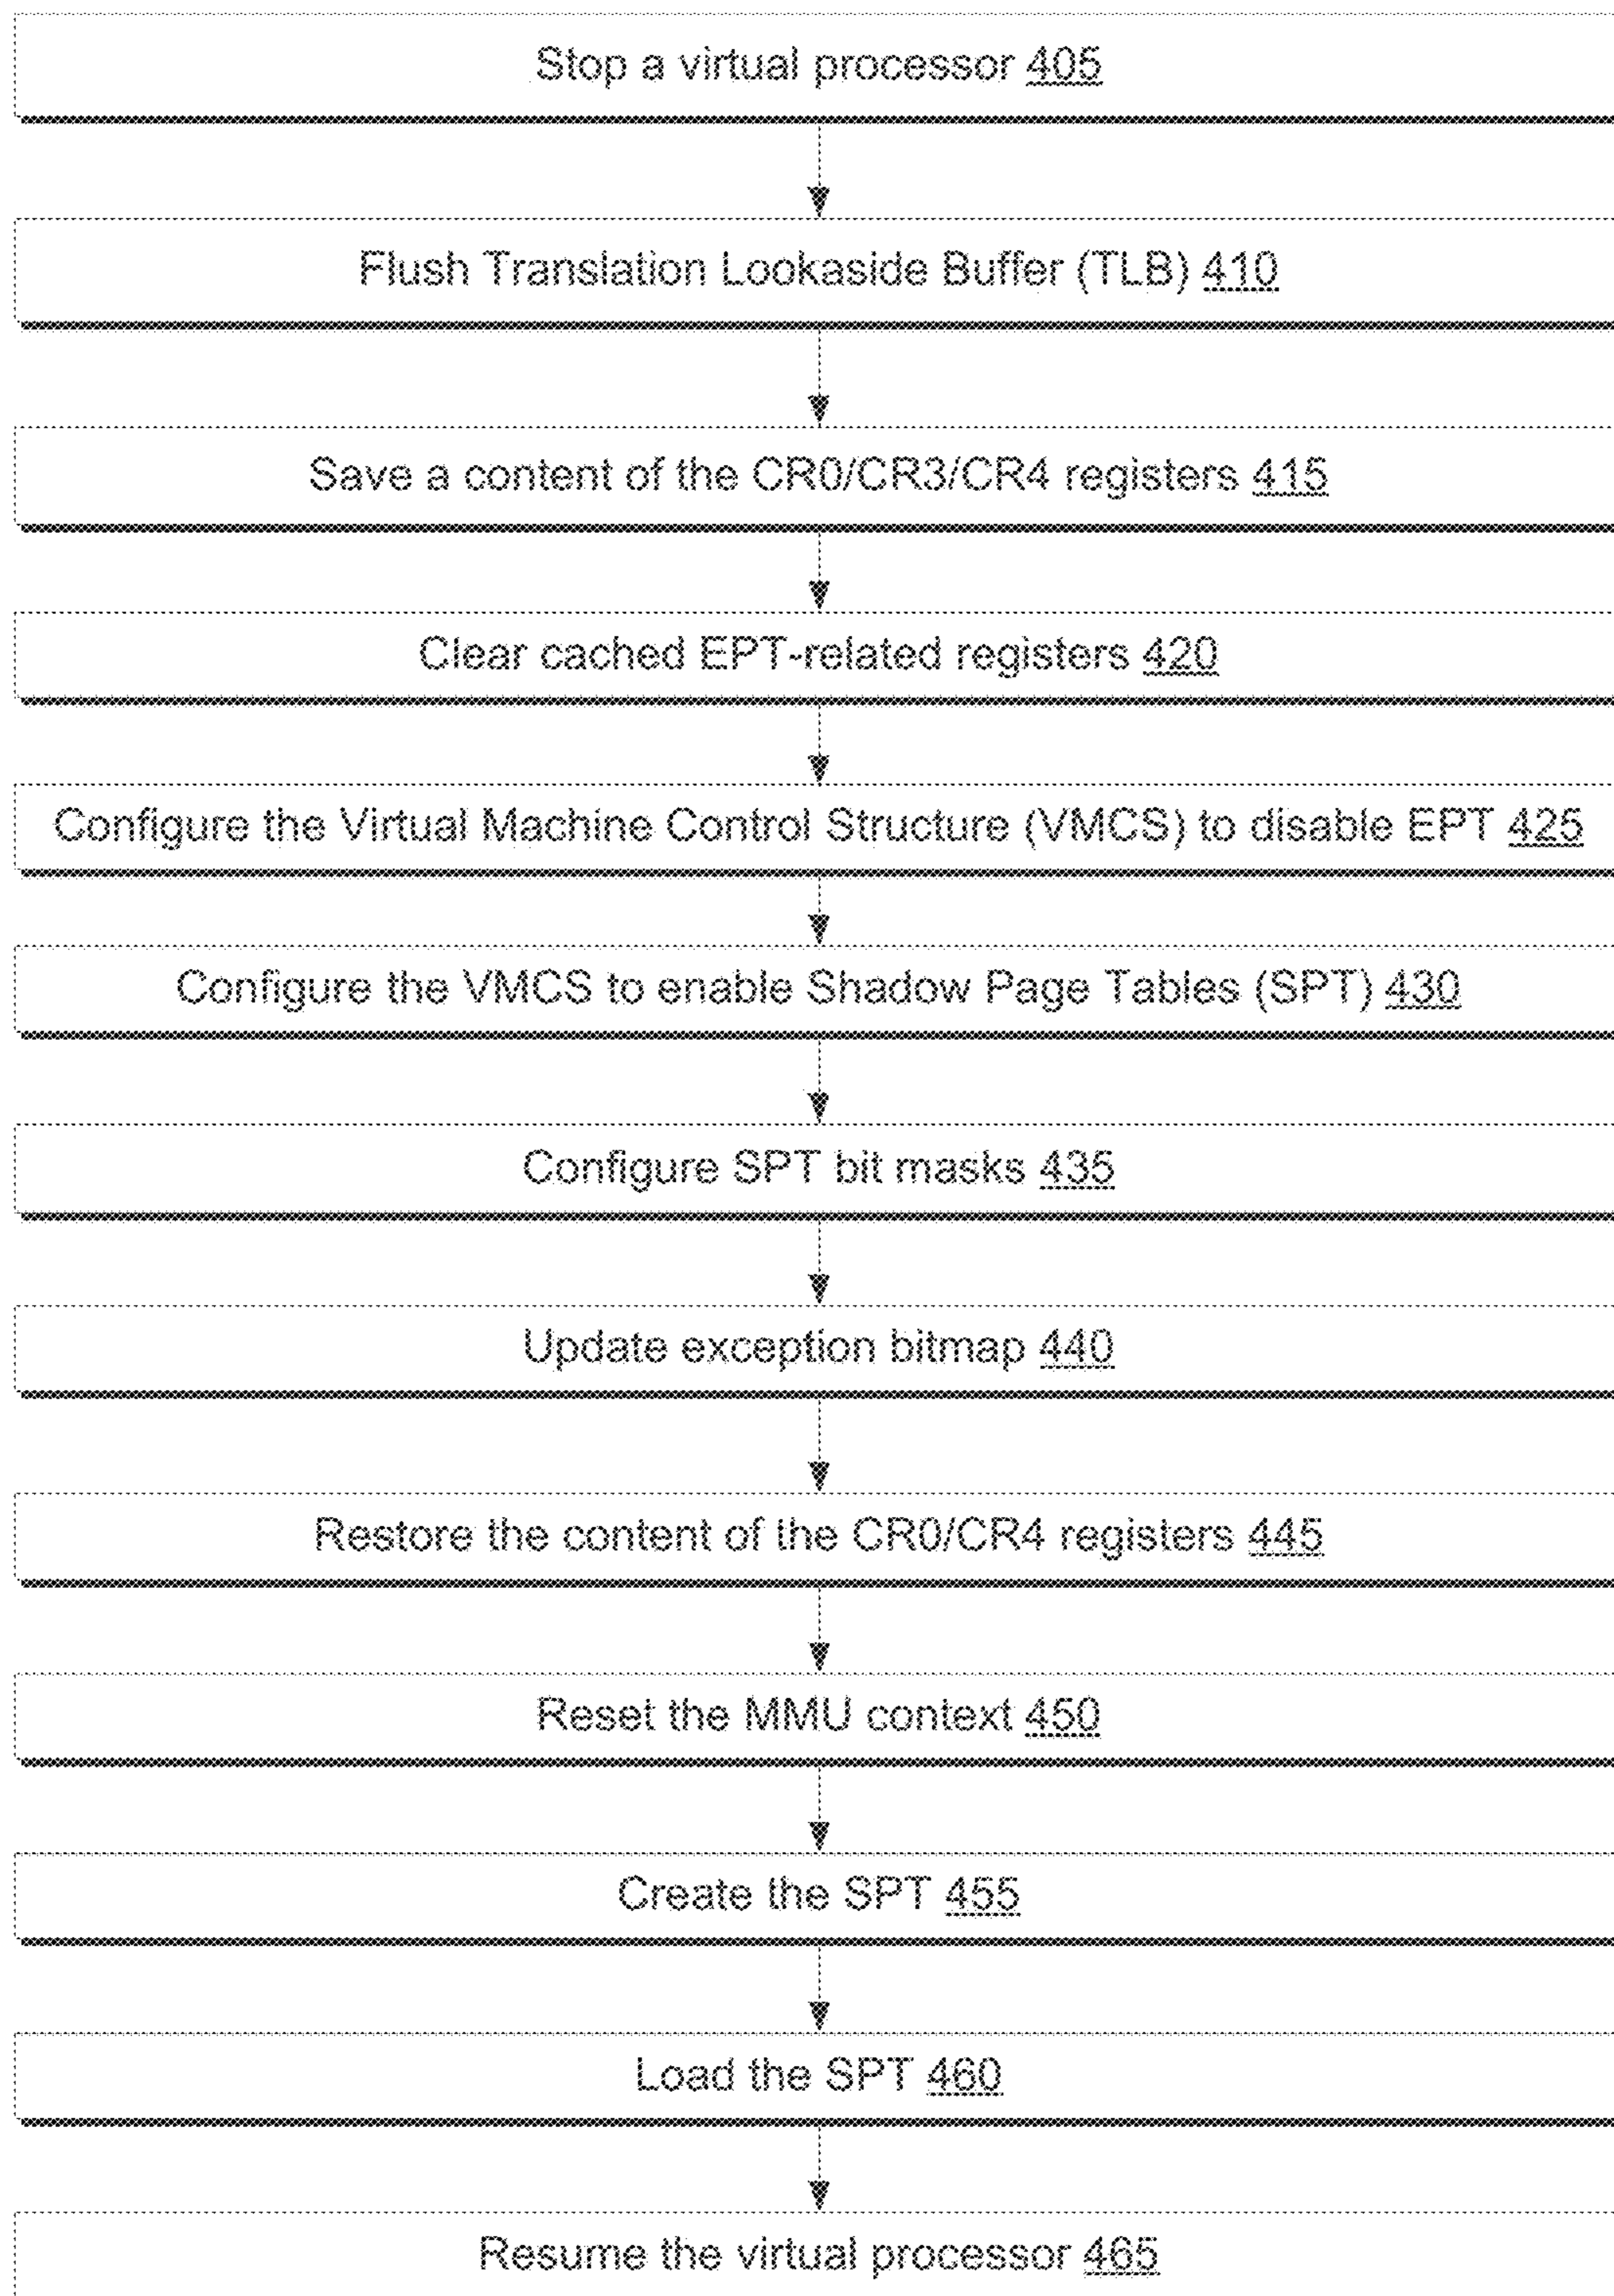 Stop a virtual processor 405
Flush Translation Lookaside Buffer (TLB) 410
Save a content of the CR0/CR3/CR4 registers 415
Clear cached EPT-related registers 420
Configure the Virtual Machine Control Structure (VMCS) to disable EPT 425
Configure the VMCS to enable Shadow Page Tables (SPT) 430
Configure SPT bit masks 435
Update exception bitmap 440
Restore the content of the CR0/CR4 registers 445
Reset the MMU context 450
Create the SPT 455
Load the SPT 460
Resume the virtual processor 465